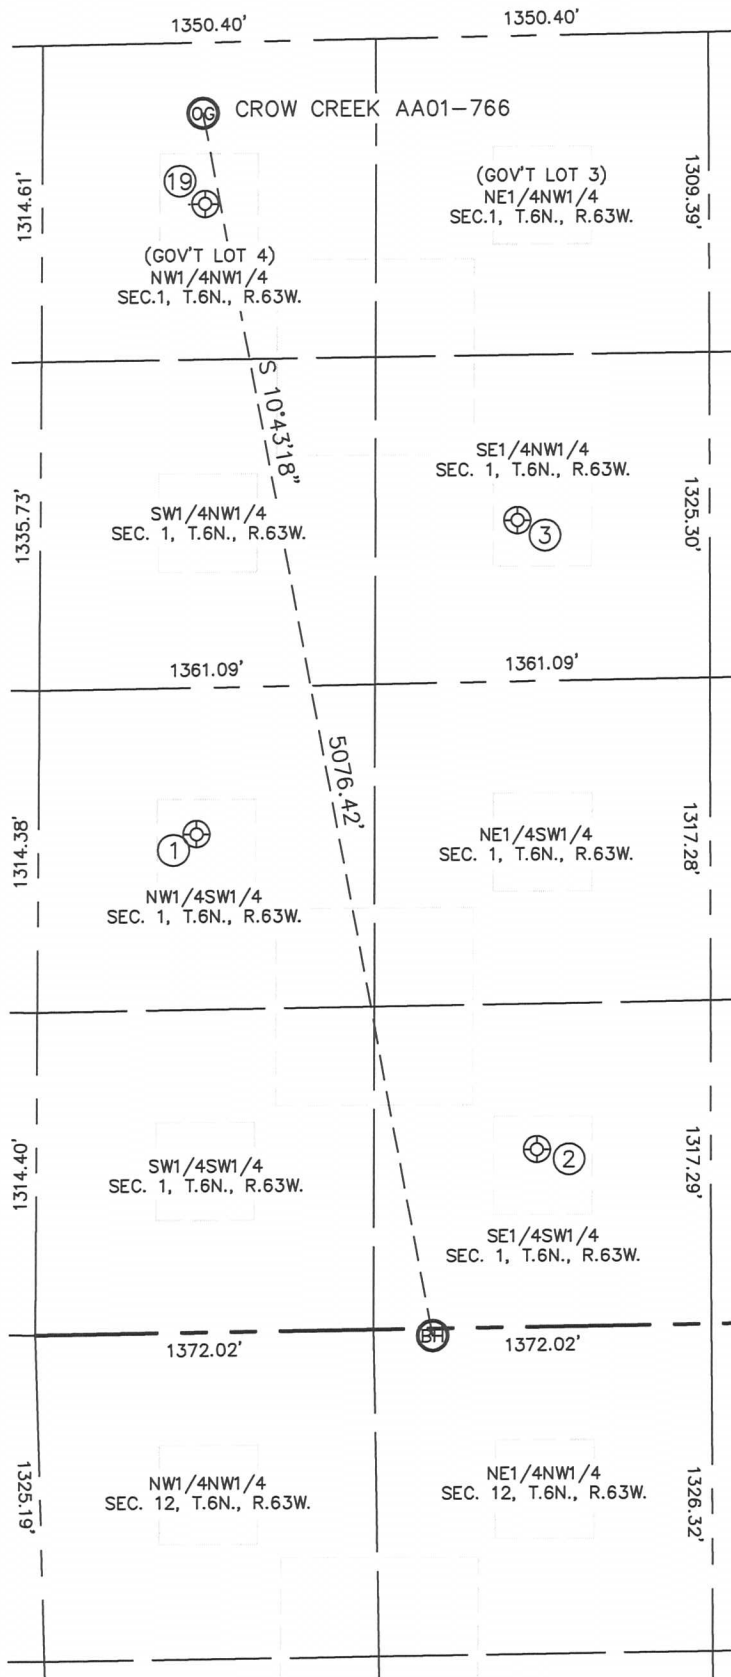 1350.40'
1350.40'
OG
CROW CREEK AA01-766
19
1314.61'
(GOV'T LOT 4)
NW1/4NW1/4
SEC.1, T.6N., R.63W.
(GOV'T LOT 3)
NE1/4NW1/4
SEC.1, T.6N., R.63W.
1309.39'
S 10°43'18"
1335.73'
SW1/4NW1/4
SEC. 1, T.6N., R.63W.
SE1/4NW1/4
SEC. 1, T.6N., R.63W.
3
1325.30'
1361.09'
1361.09'
5076.42'
1314.38'
1
NW1/4SW1/4
SEC. 1, T.6N., R.63W.
NE1/4SW1/4
SEC. 1, T.6N., R.63W.
1317.28'
1314.40'
SW1/4SW1/4
SEC. 1, T.6N., R.63W.
2
SE1/4SW1/4
SEC. 1, T.6N., R.63W.
1317.29'
BH
1372.02'
1372.02'
1325.19'
NW1/4NW1/4
SEC. 12, T.6N., R.63W.
NE1/4NW1/4
SEC. 12, T.6N., R.63W.
1326.32'